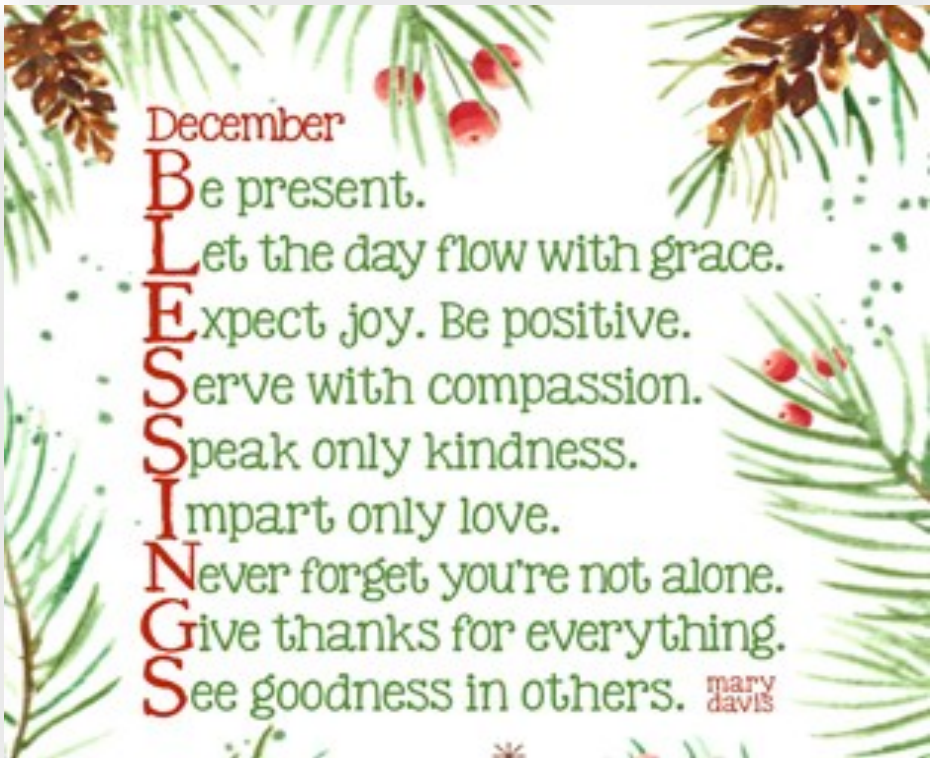 December
Be present.
Let the day flow with grace.
Expect joy. Be positive.
Serve with compassion.
Speak only kindness.
Impart only love.
Never forget you're not alone.
Give thanks for everything.
See goodness in others.
mary
davis